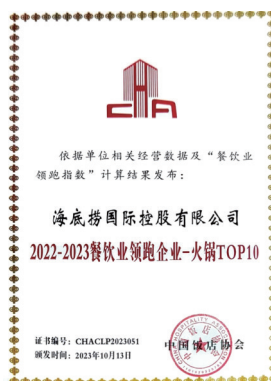 CHA
依据单位相关经营数据及“餐饮业
领跑指数”计算结果发布：
海底捞国际控股有限公司
2022-2023餐饮业领跑企业-火锅TOP10
证书编号：CHACLP2023051
颁发时间：2023年10月13日
中国饭店协会